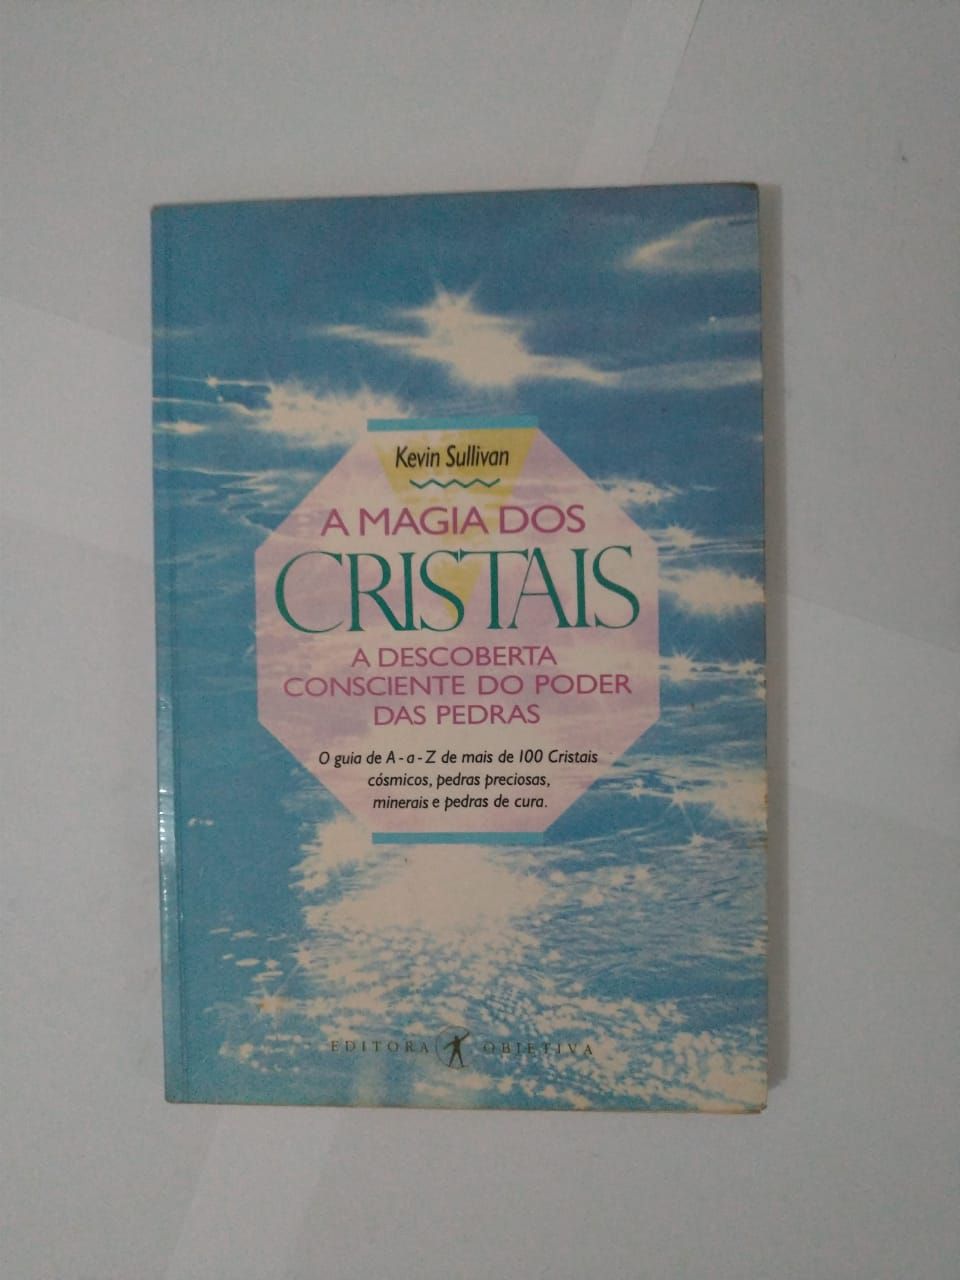 Kevin Sullivan
A MAGIA DOS
CRISTAIS
A DESCOBERTA
CONSCIENTE DO PODER
DAS PEDRAS
O guia de A-a-Z de mais de 100 Cristais
cósmicos, pedras preciosas,
minerais e pedras de cura.
EDITORA OBJETIVA